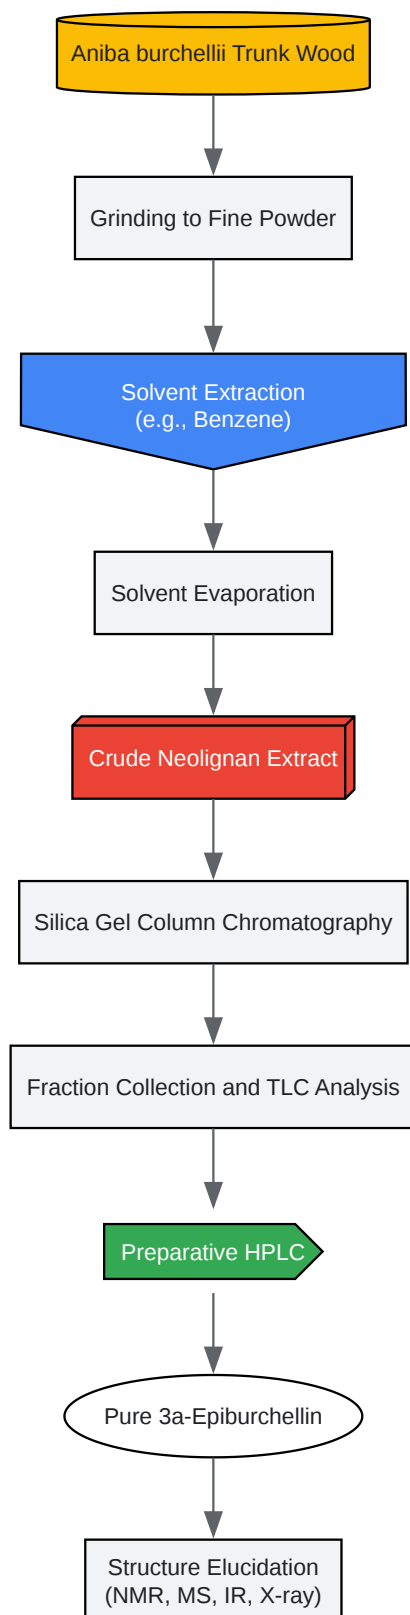 Aniba burchellii Trunk Wood
Grinding to Fine Powder
Solvent Extraction
(e.g., Benzene)
Solvent Evaporation
Crude Neolignan Extract
Silica Gel Column Chromatography
Fraction Collection and TLC Analysis
Preparative HPLC
Pure 3a-Epiburchellin
Structure Elucidation
(NMR, MS, IR, X-ray)